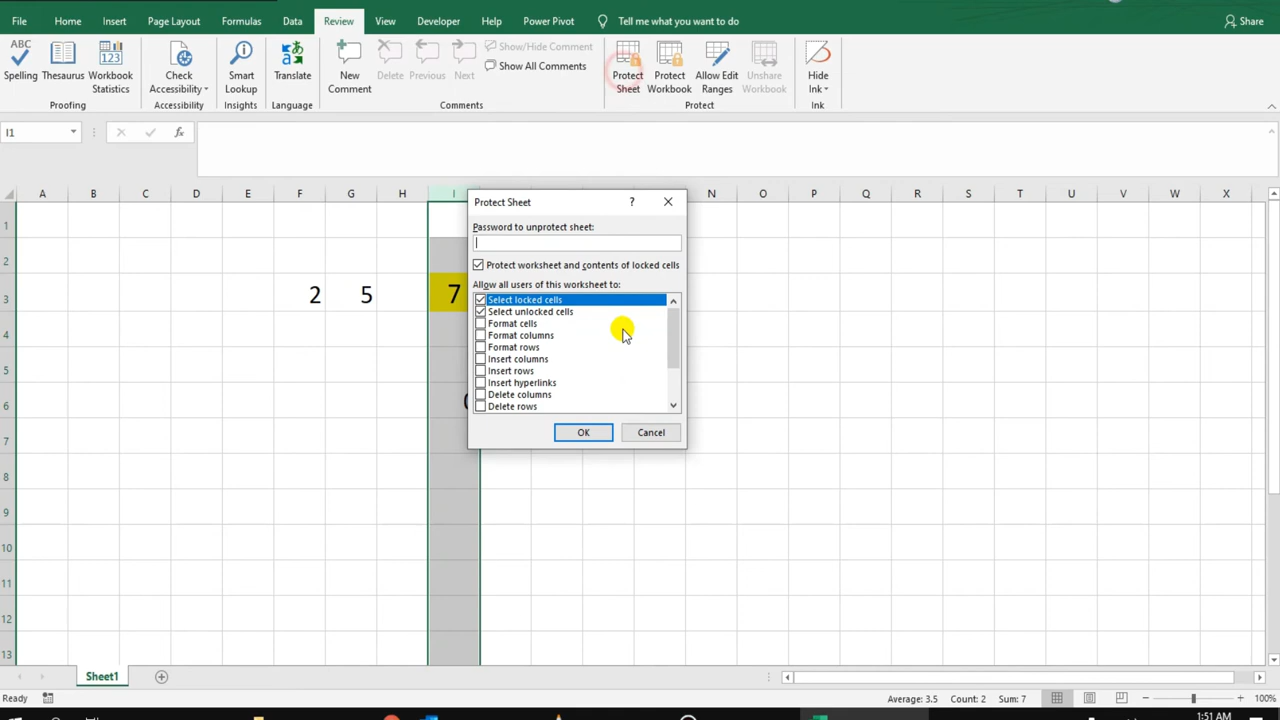 File Home Insert Page Layout Formulas Data Review View Developer Help Power Pivot Tell me what you want to do Share
ABC
123
Spelling Thesaurus Workbook Statistics
Check Accessibility
Smart Lookup
Translate
New Comment
Delete Previous Next
Show/Hide Comment
Show All Comments
Protect Sheet
Protect Workbook
Allow Edit Ranges
Unshare Workbook
Hide Ink
Proofing Accessibility Insights Language Comments Protect Ink
I1 fx
A B C D E F G H I N O P Q R S T U V W X
1
2
3 2 5 7
4
5
6 0
7
8
9
10
11
12
13
Protect Sheet ?
Password to unprotect sheet:
Protect worksheet and contents of locked cells
Allow all users of this worksheet to:
Select locked cells
Select unlocked cells
Format cells
Format columns
Format rows
Insert columns
Insert rows
Insert hyperlinks
Delete columns
Delete rows
OK Cancel
Sheet1
Ready Average: 3.5 Count: 2 Sum: 7 100%
1:51 AM